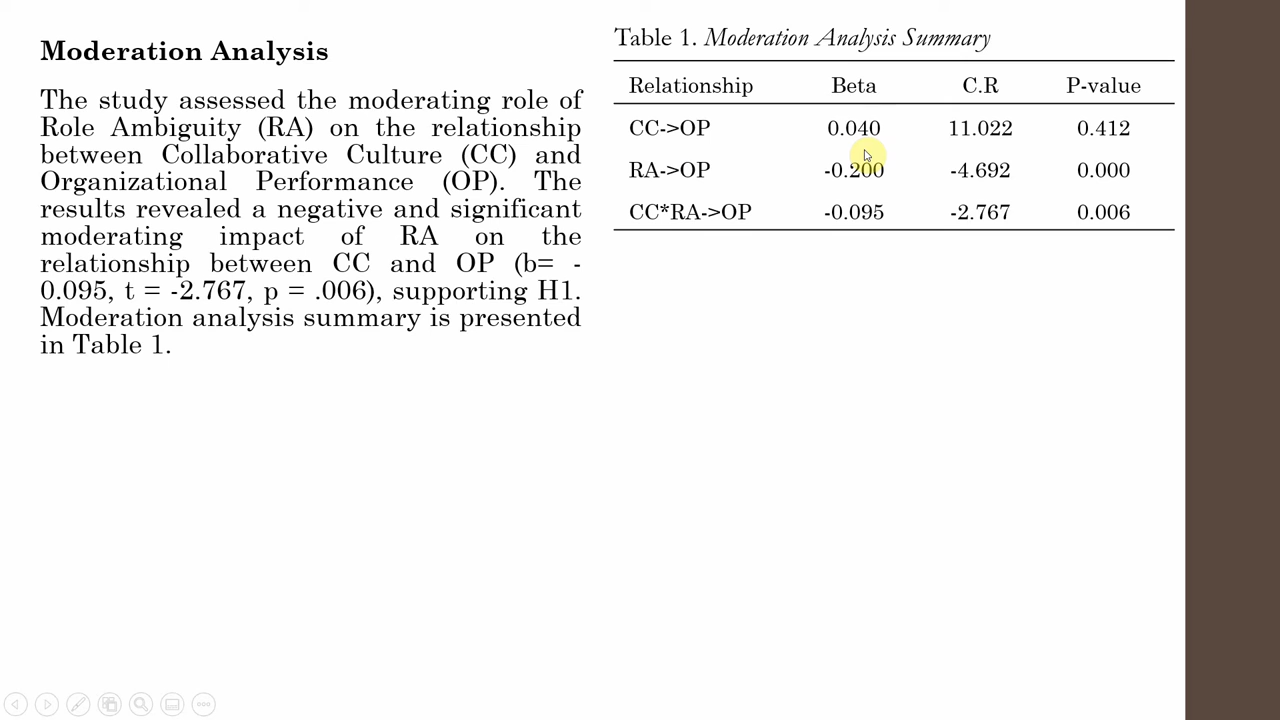 Moderation Analysis
The study assessed the moderating role of
Role Ambiguity (RA) on the relationship
between Collaborative Culture (CC) and
Organizational Performance (OP). The
results revealed a negative and significant
moderating impact of RA on the
relationship between CC and OP (b= -
0.095, t = -2.767, p = .006), supporting H1.
Moderation analysis summary is presented
in Table 1.
Table 1. Moderation Analysis Summary
Relationship Beta C.R P-value
CC->OP 0.040 11.022 0.412
RA->OP -0.200 -4.692 0.000
CC*RA->OP -0.095 -2.767 0.006